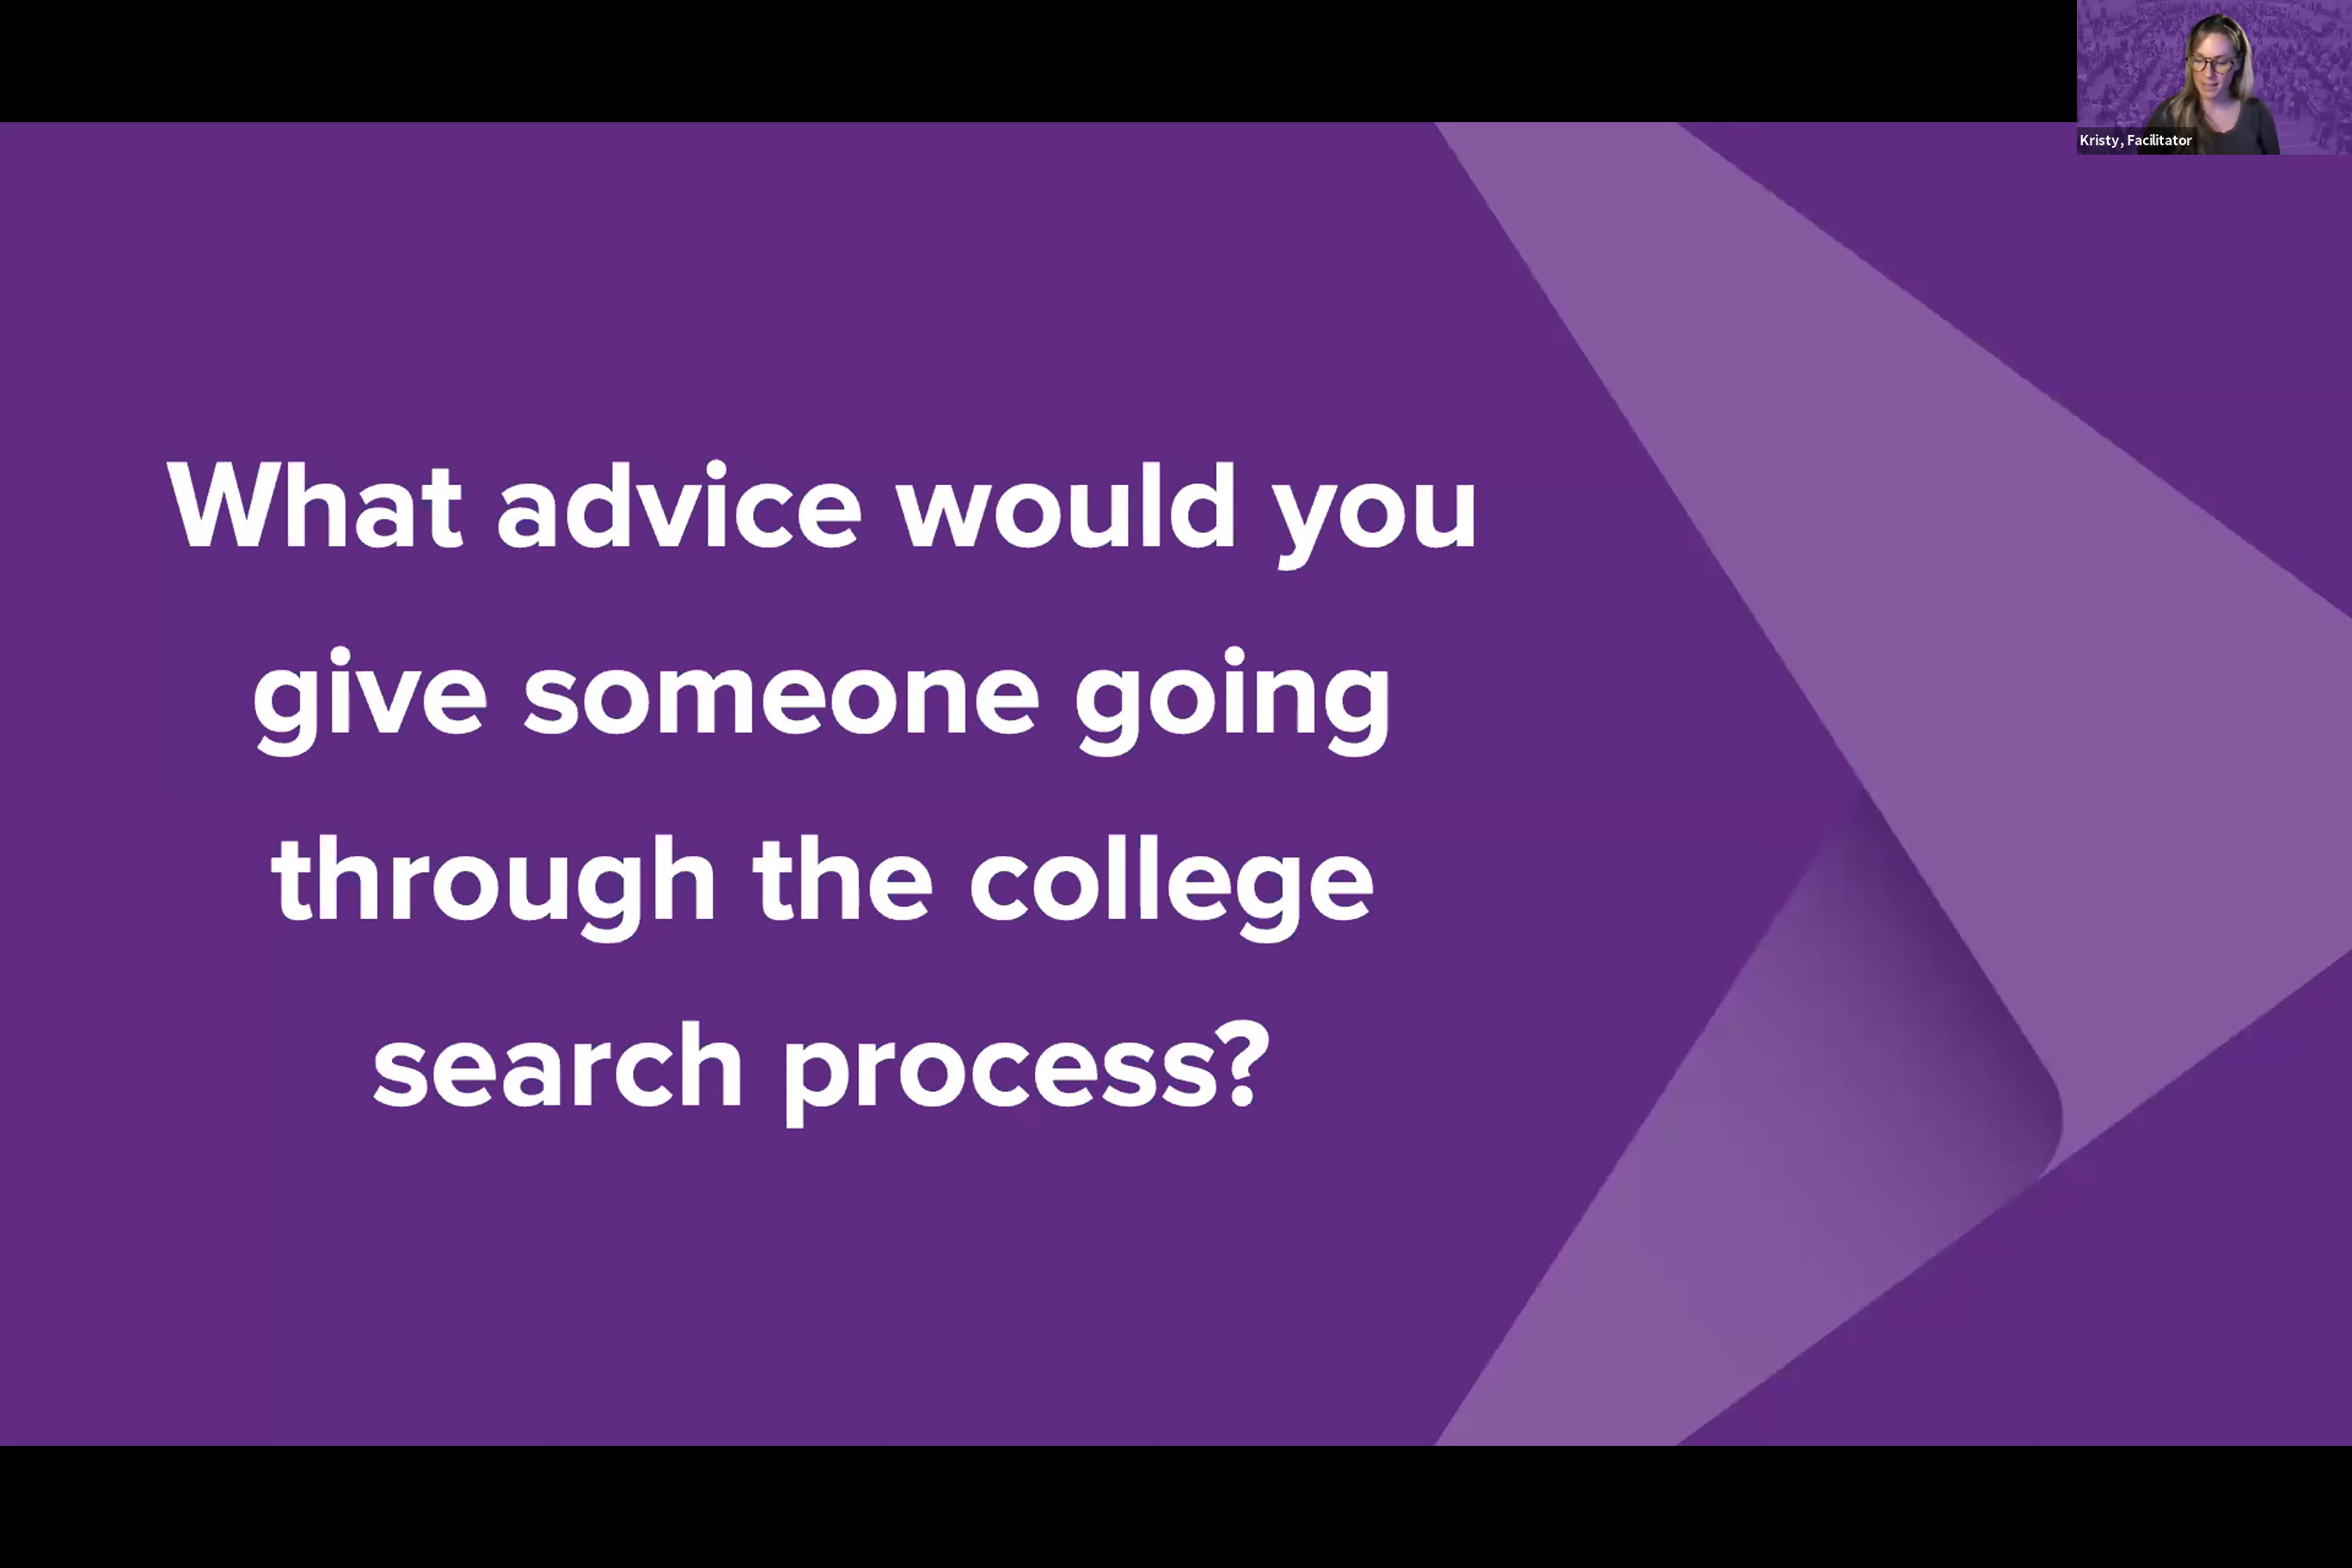 Kristy, Facilitator
What advice would you
give someone going
through the college
search process?